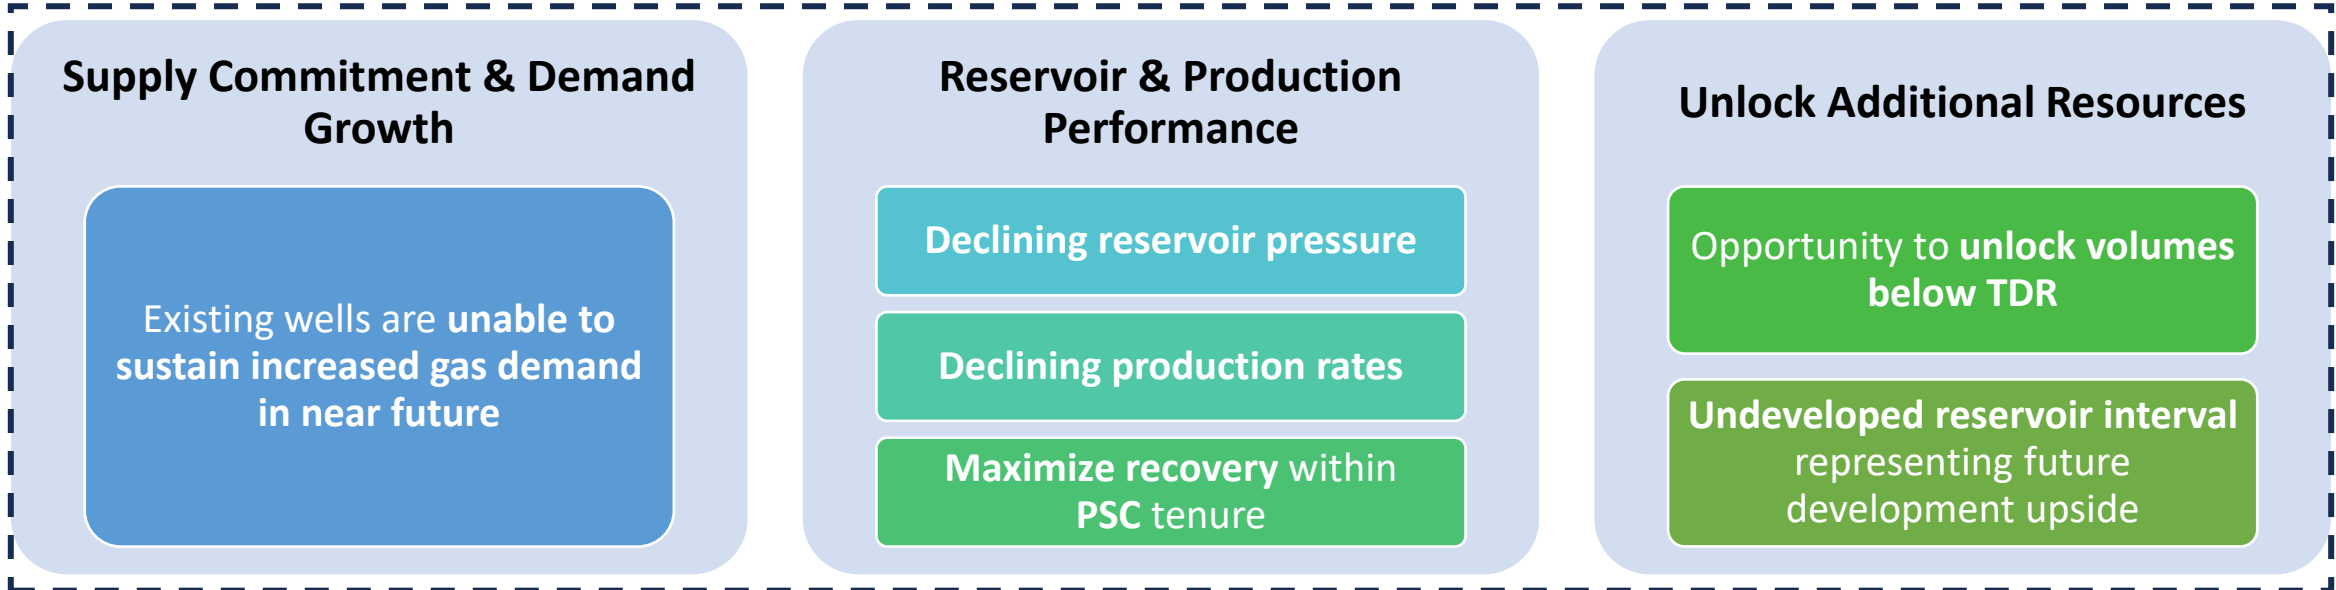 Supply Commitment & Demand
Growth
Existing wells are unable to
sustain increased gas demand
in near future
Reservoir & Production
Performance
Declining reservoir pressure
Declining production rates
Maximize recovery within
PSC tenure
Unlock Additional Resources
Opportunity to unlock volumes
below TDR
Undeveloped reservoir interval
representing future
development upside